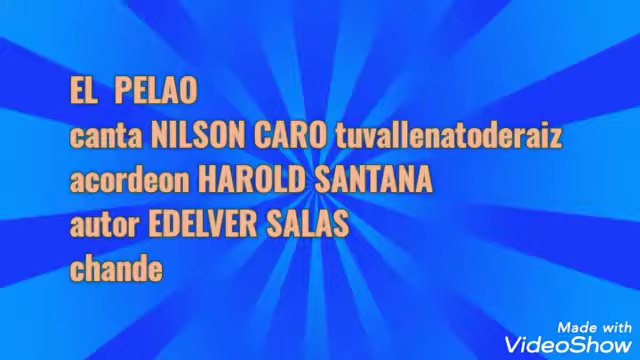 EL PELAO
canta NILSON CARO tuvallenatoderaiz
acordeon HAROLD SANTANA
autor EDELVER SALAS
chande
Made with
VideoShow